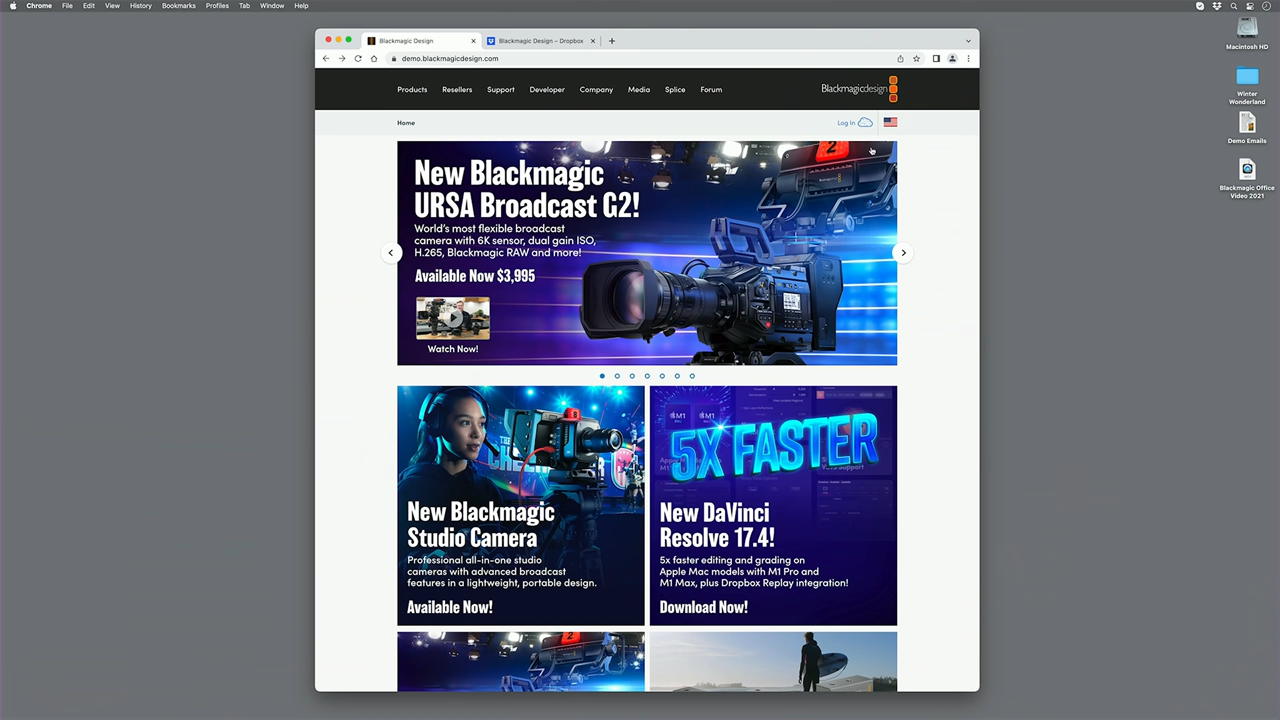 Chrome File Edit View History Bookmarks Profiles Tab Window Help
Macintosh HD
Winter
Wonderland
Demo Emails
Blackmagic Office
Video 2021
Blackmagic Design
Blackmagic Design – Dropbox
demo.blackmagicdesign.com
Products Resellers Support Developer Company Media Splice Forum
Blackmagicdesign
Home
Log In
2
New Blackmagic
URSA Broadcast G2!
World's most flexible broadcast
camera with 6K sensor, dual gain ISO,
H.265, Blackmagic RAW and more!
Available Now $3,995
Watch Now!
New Blackmagic
Studio Camera
Professional all-in-one studio
cameras with advanced broadcast
features in a lightweight, portable design.
Available Now!
M1 M1
5X FASTER
New DaVinci
Resolve 17.4!
5x faster editing and grading on
Apple Mac models with M1 Pro and
M1 Max, plus Dropbox Replay integration!
Download Now!
2